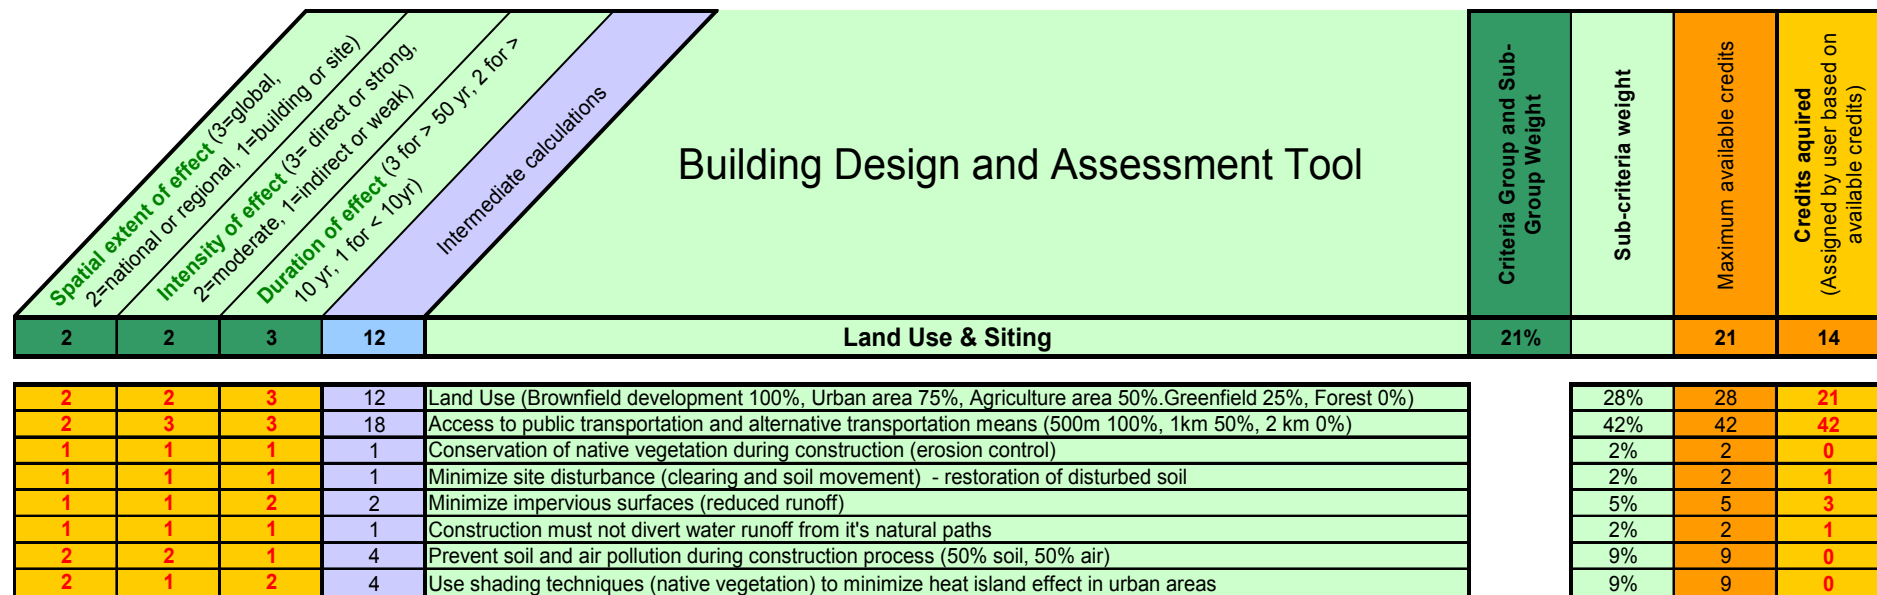 Spatial extent of effect (3=global,
2=national or regional, 1=building or site)
Intensity of effect (3= direct or strong,
2=moderate, 1=indirect or weak)
Duration of effect (3 for > 50 yr, 2 for >
10 yr, 1 for < 10yr)
Intermediate calculations
Building Design and Assessment Tool
Criteria Group and Sub-
Group Weight
Sub-criteria weight
Maximum available credits
Credits aquired
(Assigned by user based on
available credits)
2 2 3 12 Land Use & Siting 21% 21 14
2 2 3 12 Land Use (Brownfield development 100%, Urban area 75%, Agriculture area 50%.Greenfield 25%, Forest 0%) 28% 28 21
2 3 3 18 Access to public transportation and alternative transportation means (500m 100%, 1km 50%, 2 km 0%) 42% 42 42
1 1 1 1 Conservation of native vegetation during construction (erosion control) 2% 2 0
1 1 1 1 Minimize site disturbance (clearing and soil movement) - restoration of disturbed soil 2% 2 1
1 1 2 2 Minimize impervious surfaces (reduced runoff) 5% 5 3
1 1 1 1 Construction must not divert water runoff from it's natural paths 2% 2 1
2 2 1 4 Prevent soil and air pollution during construction process (50% soil, 50% air) 9% 9 0
2 1 2 4 Use shading techniques (native vegetation) to minimize heat island effect in urban areas 9% 9 0